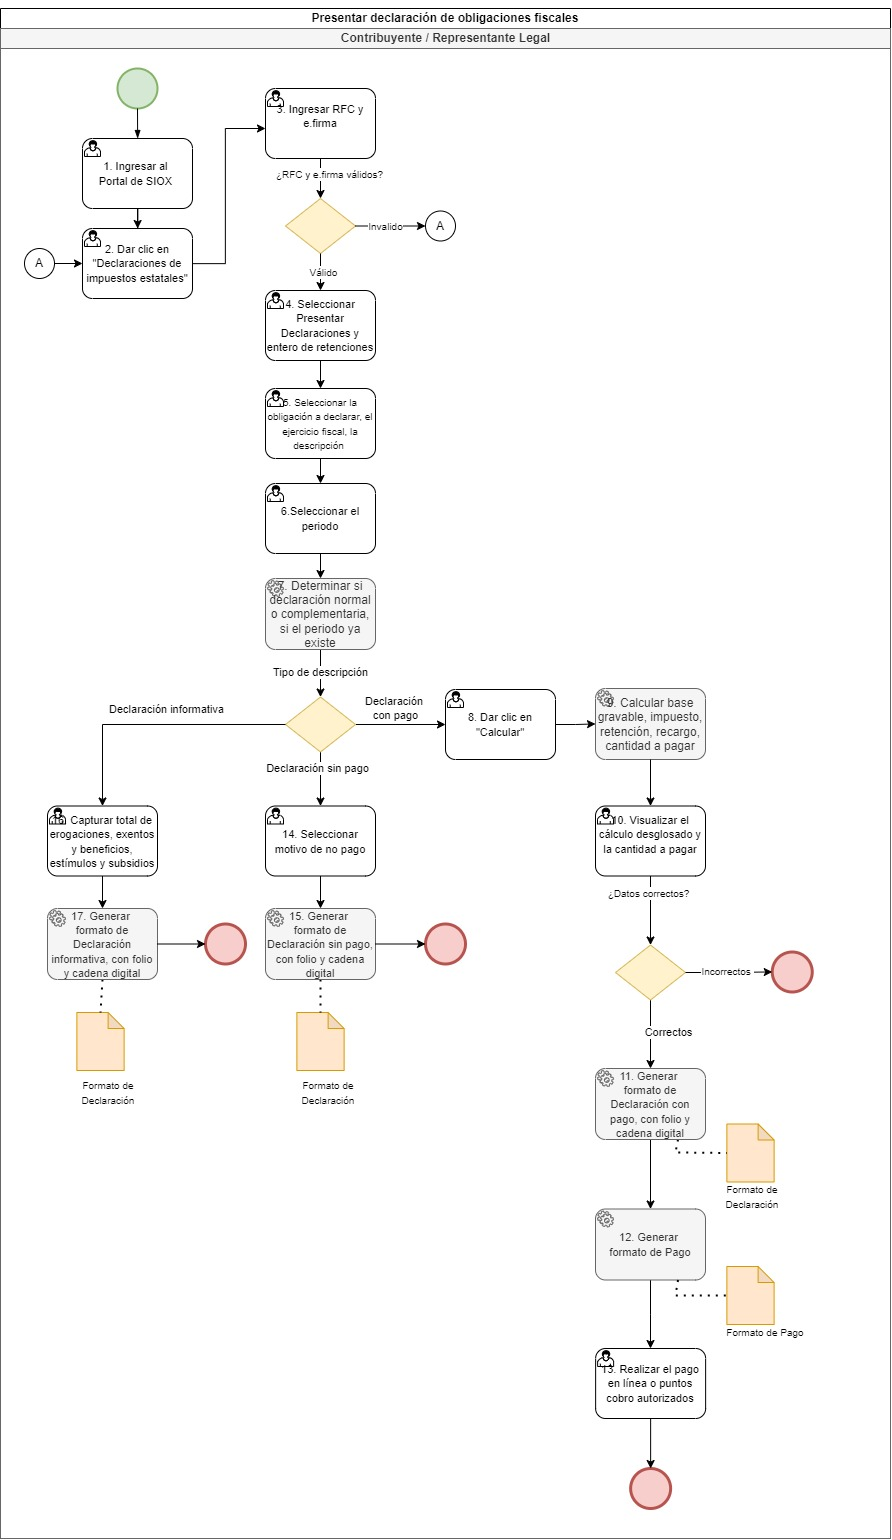 Presentar declaración de obligaciones fiscales
Contribuyente / Representante Legal
1. Ingresar al
Portal de SIOX
A
2. Dar clic en
"Declaraciones de
impuestos estatales"
3. Ingresar RFC y
e.firma
¿RFC y e.firma válidos?
Invalido
A
Válido
4. Seleccionar
Presentar
Declaraciones y
entero de retenciones
5. Seleccionar la
obligación a declarar, el
ejercicio fiscal, la
descripción
6.Seleccionar el
periodo
7. Determinar si
declaración normal
o complementaria,
si el periodo ya
existe
Tipo de descripción
Declaración informativa
Declaración
con pago
Declaración sin pago
8. Dar clic en
"Calcular"
9. Calcular base
gravable, impuesto,
retención, recargo,
cantidad a pagar
16. Capturar total de
erogaciones, exentos
y beneficios,
estímulos y subsidios
14. Seleccionar
motivo de no pago
10. Visualizar el
cálculo desglosado y
la cantidad a pagar
¿Datos correctos?
17. Generar
formato de
Declaración
informativa, con folio
y cadena digital
15. Generar
formato de
Declaración sin pago,
con folio y cadena
digital
Incorrectos
Correctos
Formato de
Declaración
Formato de
Declaración
11. Generar
formato de
Declaración con
pago, con folio y
cadena digital
Formato de
Declaración
12. Generar
formato de Pago
Formato de Pago
13. Realizar el pago
en línea o puntos
cobro autorizados